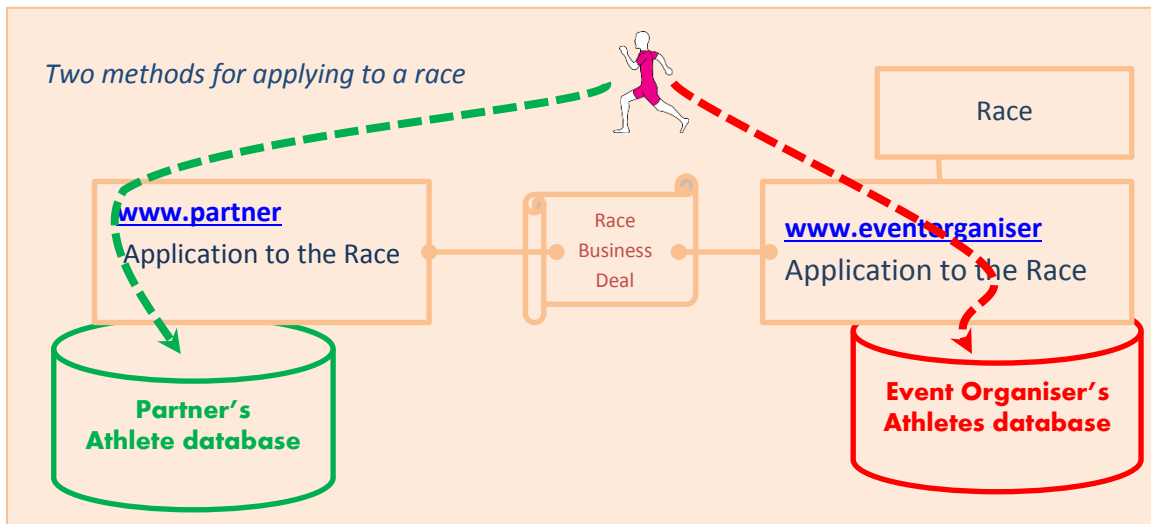 Two methods for applying to a race
Race
www.partner
Application to the Race
Race
Business
Deal
www.eventorganiser
Application to the Race
Partner's
Athlete database
Event Organiser's
Athletes database